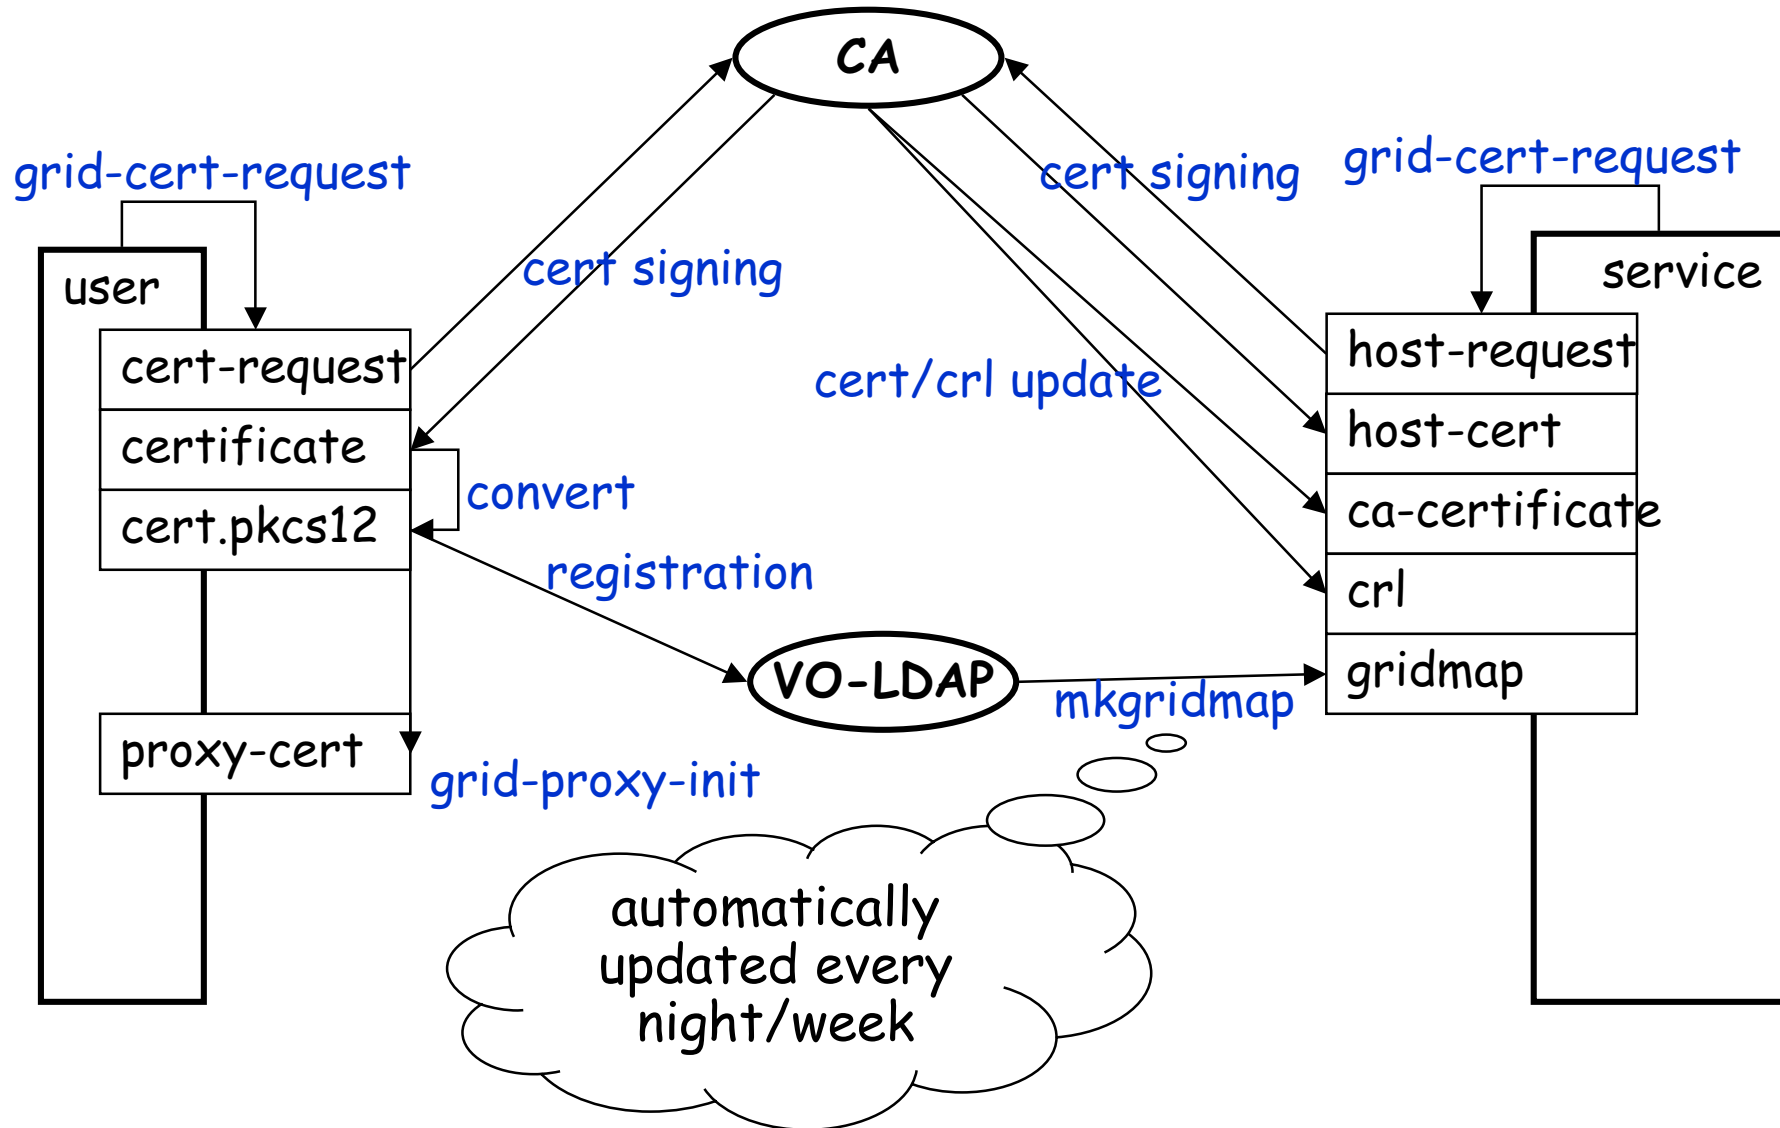 CA
grid-cert-request
cert signing
grid-cert-request
user
cert signing
service
cert-request
host-request
cert/crl update
certificate
host-cert
convert
cert.pkcs12
ca-certificate
registration
crl
VO-LDAP
gridmap
mkgridmap
proxy-cert
grid-proxy-init
automatically
updated every
night/week